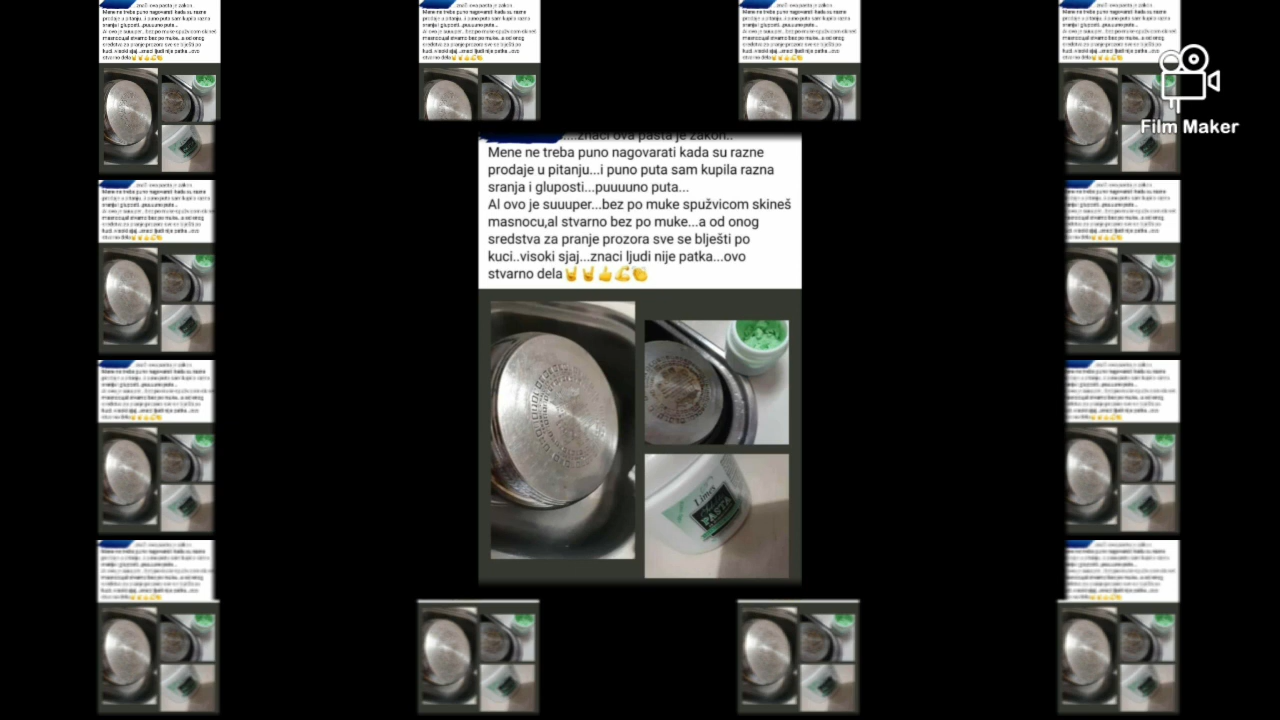 ....znaci ova pasta je zakon..
Mene ne treba puno nagovarati kada su razne
prodaje u pitanju...i puno puta sam kupila razna
sranja i gluposti...puuuuno puta...
Al ovo je suuuper...bez po muke spužvicom skineš
masnocu,al stvarno bez po muke...a od onog
sredstva za pranje prozora sve se blješti po
kuci..visoki sjaj...znaci ljudi nije patka...ovo
stvarno dela🤘🤘👍💪👏
Limex
PASTA
Film Maker